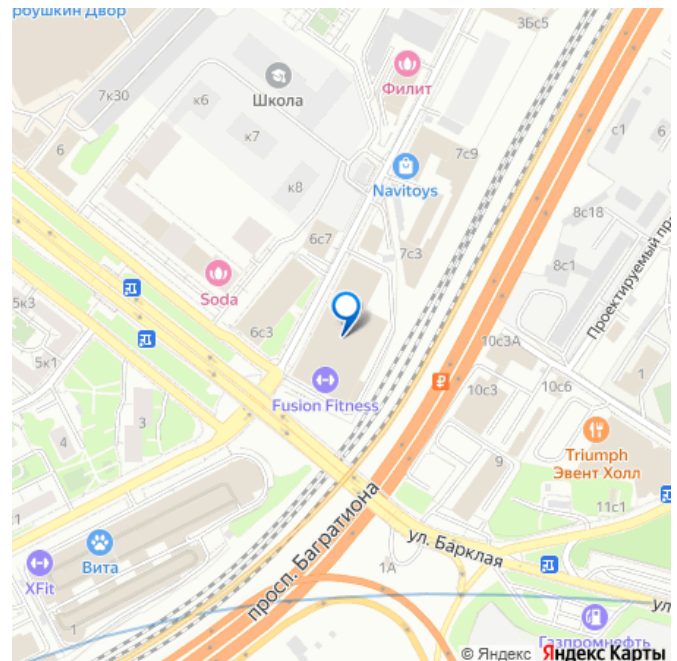 рбушкин Двор
3Бс5
7к30
к6
Школа
Филит
к7
7с9
с1
6
6
Navitoys
к8
8с18
6с7
7с3
8с1
Проектируемый пр
Soda
5к3
6с3
10с3А
5к1
10с3
10с6
Fusion Fitness
3
4
Triumph
Эвент Холл
9
11с1
1
просп. Багратиона
ул. Барклая
Вита
1А
XFit
ул
1
Газпромнефть
© Яндекс Яндекс Карты